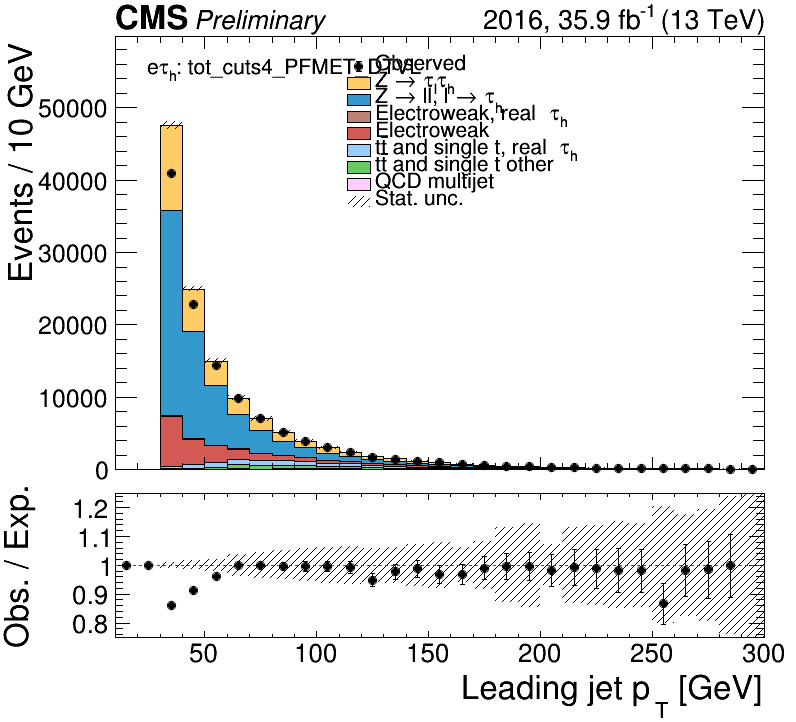 CMS Preliminary 2016, 35.9 fb-1 (13 TeV)
eτh: tot_cuts4_PFMET
Observed
Z → τlτh
Z → ll, l → τh
Electroweak, real τh
Electroweak
tt and single t, real τh
tt and single t other
QCD multijet
Stat. unc.
Events / 10 GeV
50000
40000
30000
20000
10000
0
Obs. / Exp.
1.2
1.1
1
0.9
0.8
50 100 150 200 250 300
Leading jet pT [GeV]